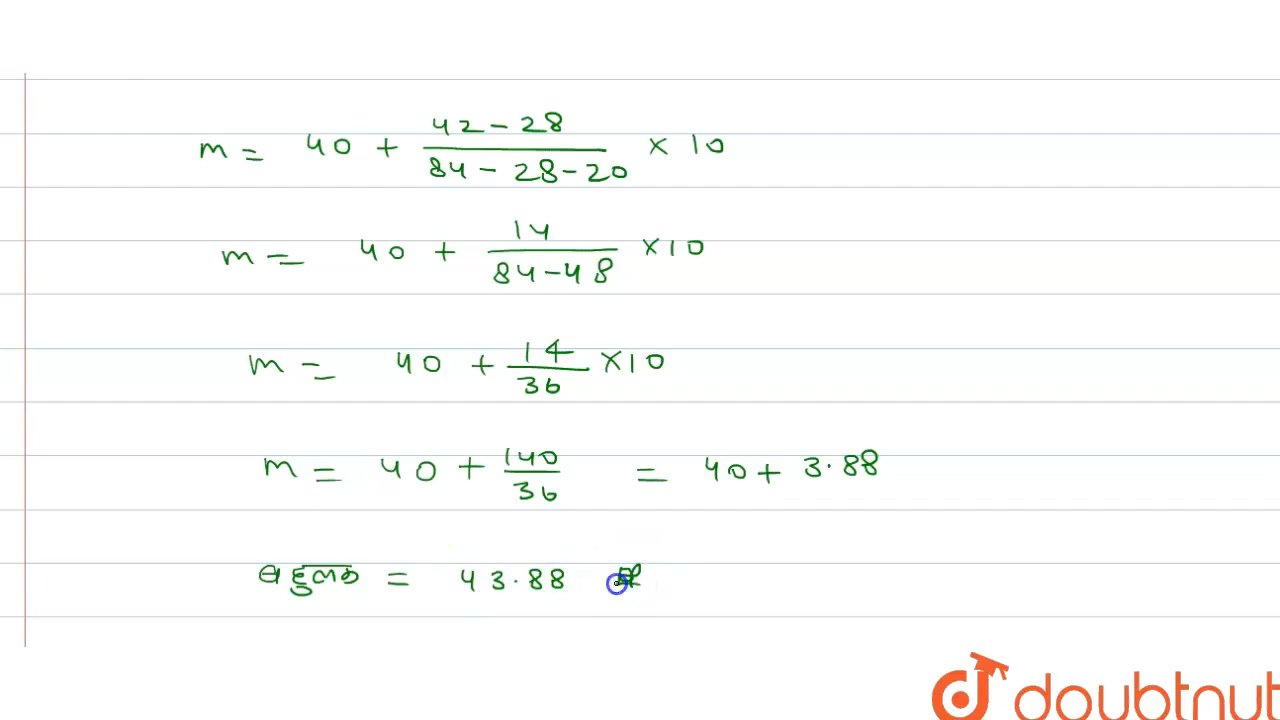 m = 40 + (42 - 28)/(84 - 28 - 20) × 10
m = 40 + 14/(84 - 48) × 10
m = 40 + 14/36 × 10
m = 40 + 140/36 = 40 + 3.88
बहुलक = 43.88
doubtnut